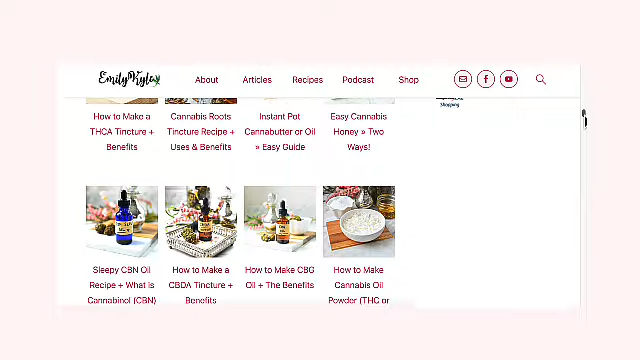 EmilyKyle
About
Articles
Recipes
Podcast
Shop
Shopping
How to Make a
THCA Tincture +
Benefits
Cannabis Roots
Tincture Recipe +
Uses & Benefits
Instant Pot
Cannabutter or Oil
» Easy Guide
Easy Cannabis
Honey » Two
Ways!
Sleepy CBN Oil
Recipe + What is
Cannabinol (CBN)
How to Make a
CBDA Tincture +
Benefits
How to Make CBG
Oil + The Benefits
How to Make
Cannabis Oil
Powder (THC or